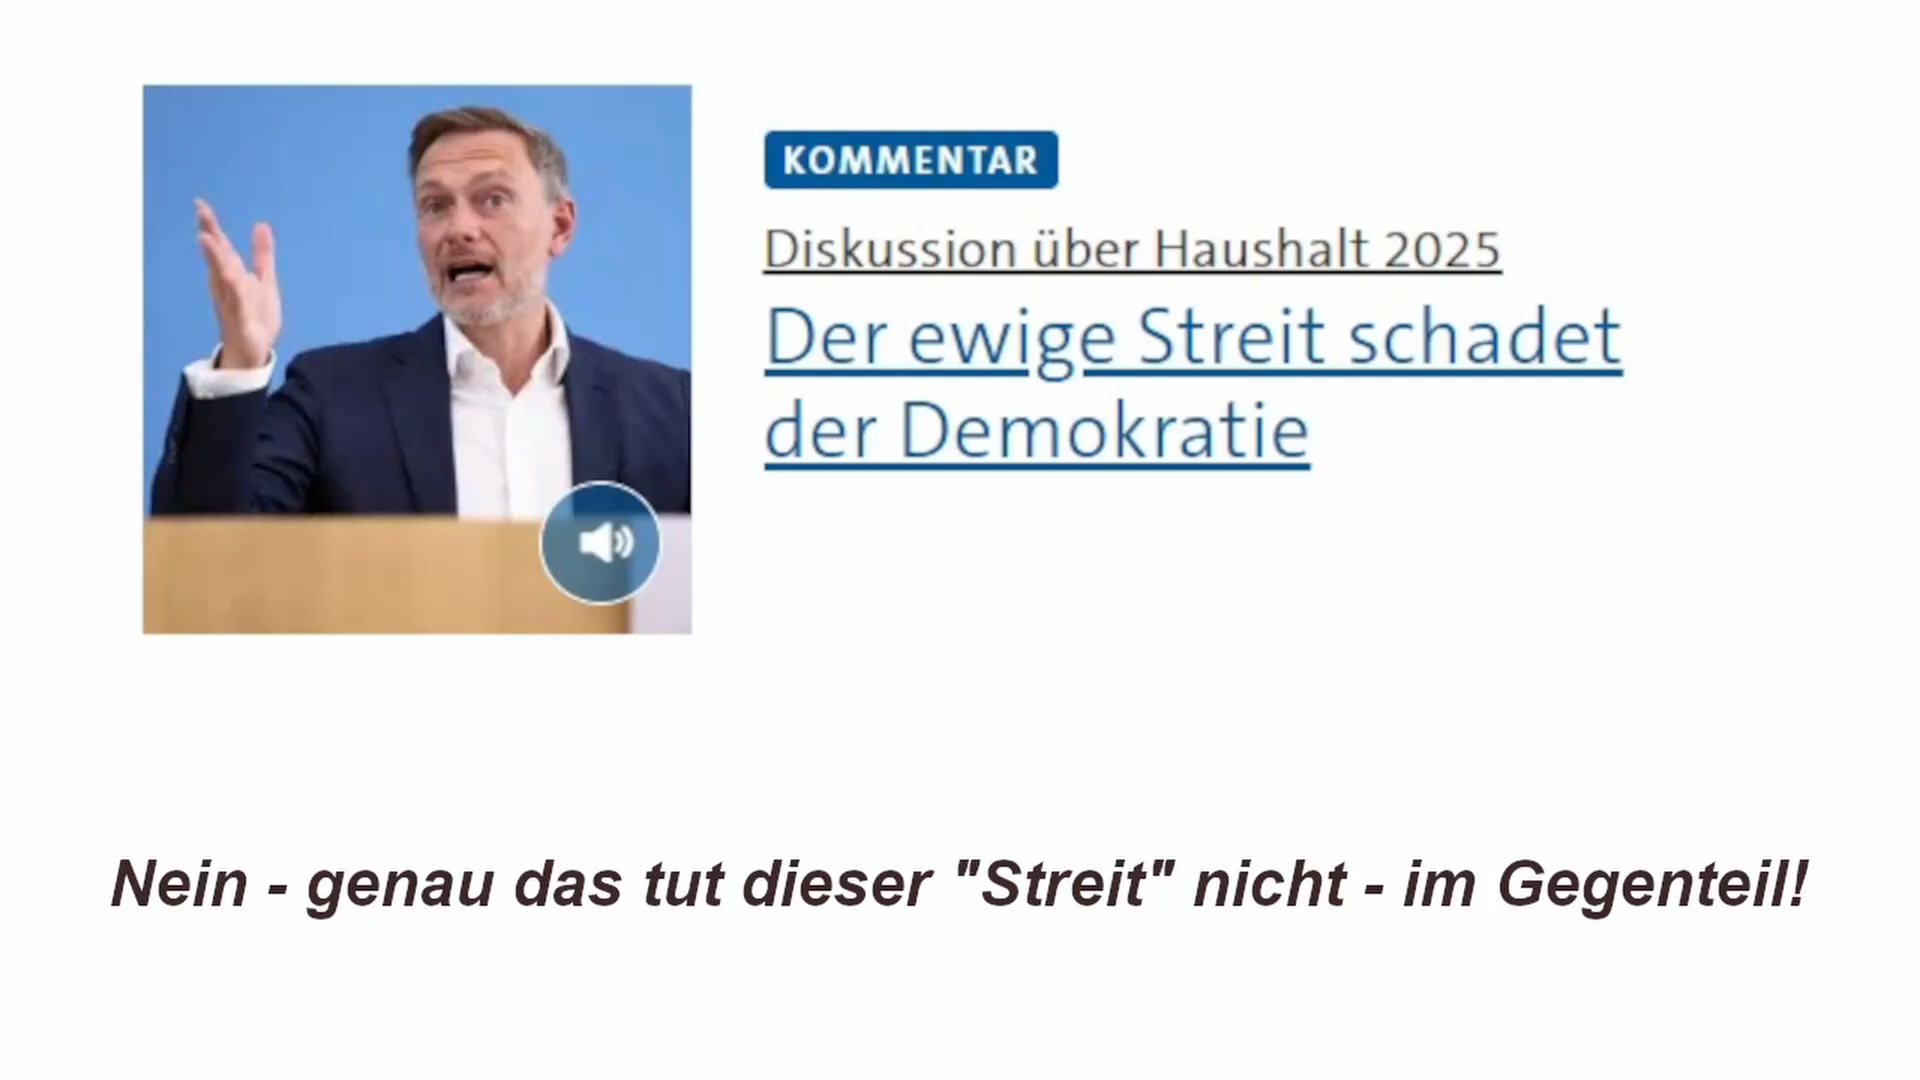 KOMMENTAR
Diskussion über Haushalt 2025
Der ewige Streit schadet
der Demokratie
Nein - genau das tut dieser "Streit" nicht - im Gegenteil!